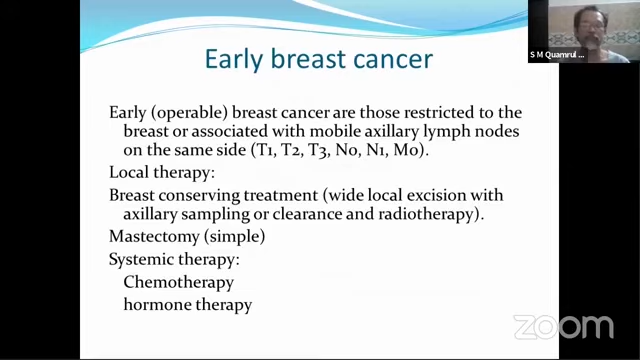 Early breast cancer
S M Quamrul ...
Early (operable) breast cancer are those restricted to the
breast or associated with mobile axillary lymph nodes
on the same side (T1, T2, T3, N0, N1, M0).
Local therapy:
Breast conserving treatment (wide local excision with
axillary sampling or clearance and radiotherapy).
Mastectomy (simple)
Systemic therapy:
Chemotherapy
hormone therapy
zoom